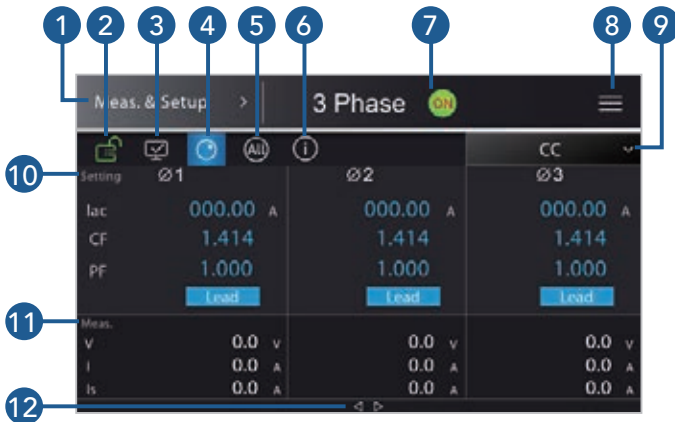 1 2 3 4 5 6 7 8 9
Meas. & Setup > 3 Phase ON
All i CC
10 Setting Ø1 Ø2 Ø3
Iac 000.00 A 000.00 A 000.00 A
CF 1.414 1.414 1.414
PF 1.000 1.000 1.000
Lead Lead Lead
11 Meas.
V 0.0 V 0.0 V 0.0 V
I 0.0 A 0.0 A 0.0 A
Is 0.0 A 0.0 A 0.0 A
12